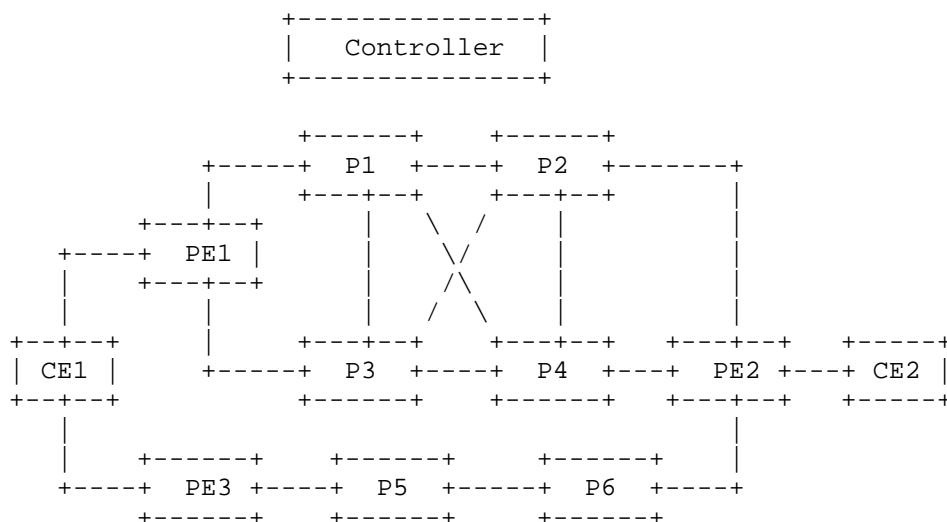 Controller
P1 P2
PE1
CE1 P3 P4 PE2 CE2
PE3 P5 P6